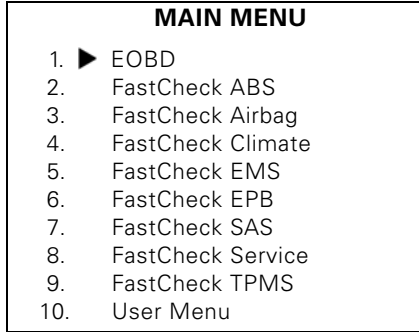 MAIN MENU
1. ▶ EOBD
2. FastCheck ABS
3. FastCheck Airbag
4. FastCheck Climate
5. FastCheck EMS
6. FastCheck EPB
7. FastCheck SAS
8. FastCheck Service
9. FastCheck TPMS
10. User Menu